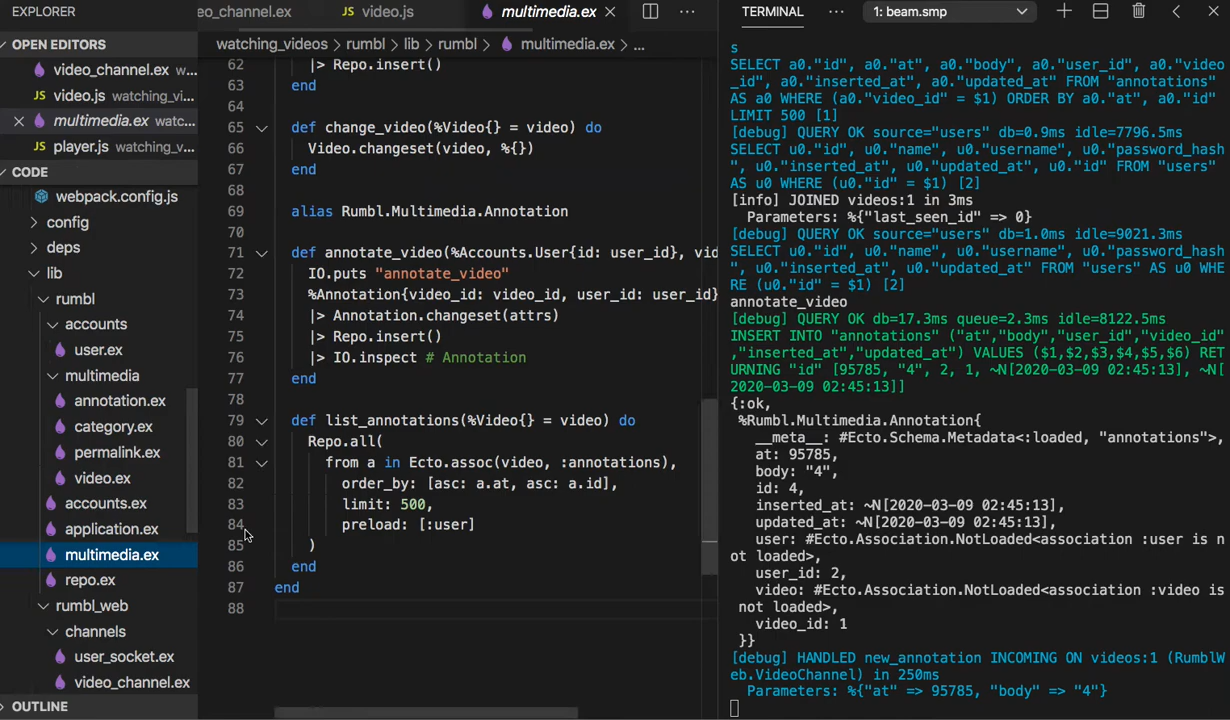 EXPLORER
OPEN EDITORS
video_channel.ex w...
JS video.js watching_vi...
multimedia.ex watc...
JS player.js watching_v...
CODE
webpack.config.js
config
deps
lib
rumbl
accounts
user.ex
multimedia
annotation.ex
category.ex
permalink.ex
video.ex
accounts.ex
application.ex
multimedia.ex
repo.ex
rumbl_web
channels
user_socket.ex
video_channel.ex
OUTLINE
eo_channel.ex JS video.js multimedia.ex
watching_videos > rumbl > lib > rumbl > multimedia.ex > ...
62 |> Repo.insert()
63 end
64
65 def change_video(%Video{} = video) do
66 Video.changeset(video, %{})
67 end
68
69 alias Rumbl.Multimedia.Annotation
70
71 def annotate_video(%Accounts.User{id: user_id}, vid
72 IO.puts "annotate_video"
73 %Annotation{video_id: video_id, user_id: user_id}
74 |> Annotation.changeset(attrs)
75 |> Repo.insert()
76 |> IO.inspect # Annotation
77 end
78
79 def list_annotations(%Video{} = video) do
80 Repo.all(
81 from a in Ecto.assoc(video, :annotations),
82 order_by: [asc: a.at, asc: a.id],
83 limit: 500,
84 preload: [:user]
85 )
86 end
87 end
88
TERMINAL ... 1: beam.smp
s
SELECT a0."id", a0."at", a0."body", a0."user_id", a0."video
_id", a0."inserted_at", a0."updated_at" FROM "annotations"
AS a0 WHERE (a0."video_id" = $1) ORDER BY a0."at", a0."id"
LIMIT 500 [1]
[debug] QUERY OK source="users" db=0.9ms idle=7796.5ms
SELECT u0."id", u0."name", u0."username", u0."password_hash
", u0."inserted_at", u0."updated_at", u0."id" FROM "users"
AS u0 WHERE (u0."id" = $1) [2]
[info] JOINED videos:1 in 3ms
Parameters: %{"last_seen_id" => 0}
[debug] QUERY OK source="users" db=1.0ms idle=9021.3ms
SELECT u0."id", u0."name", u0."username", u0."password_hash
", u0."inserted_at", u0."updated_at" FROM "users" AS u0 WHE
RE (u0."id" = $1) [2]
annotate_video
[debug] QUERY OK db=17.3ms queue=2.3ms idle=8122.5ms
INSERT INTO "annotations" ("at","body","user_id","video_id"
,"inserted_at","updated_at") VALUES ($1,$2,$3,$4,$5,$6) RET
URNING "id" [95785, "4", 2, 1, ~N[2020-03-09 02:45:13], ~N[
2020-03-09 02:45:13]]
{:ok,
%Rumbl.Multimedia.Annotation{
__meta__: #Ecto.Schema.Metadata<:loaded, "annotations">,
at: 95785,
body: "4",
id: 4,
inserted_at: ~N[2020-03-09 02:45:13],
updated_at: ~N[2020-03-09 02:45:13],
user: #Ecto.Association.NotLoaded<association :user is n
ot loaded>,
user_id: 2,
video: #Ecto.Association.NotLoaded<association :video is
not loaded>,
video_id: 1
}}
[debug] HANDLED new_annotation INCOMING ON videos:1 (RumblW
eb.VideoChannel) in 250ms
Parameters: %{"at" => 95785, "body" => "4"}